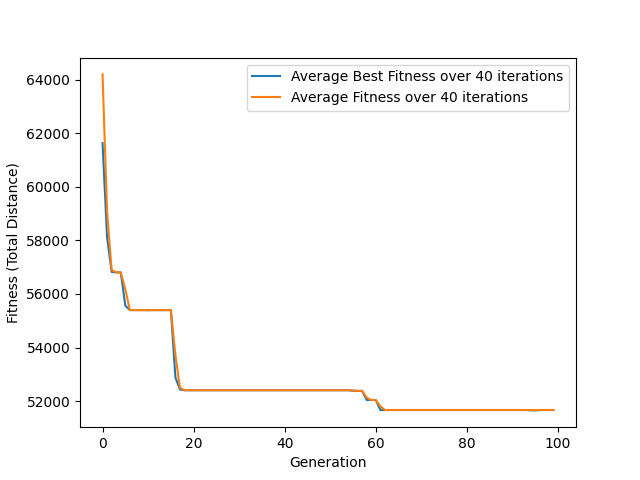 Average Best Fitness over 40 iterations
Average Fitness over 40 iterations
Fitness (Total Distance)
64000
62000
60000
58000
56000
54000
52000
0 20 40 60 80 100
Generation